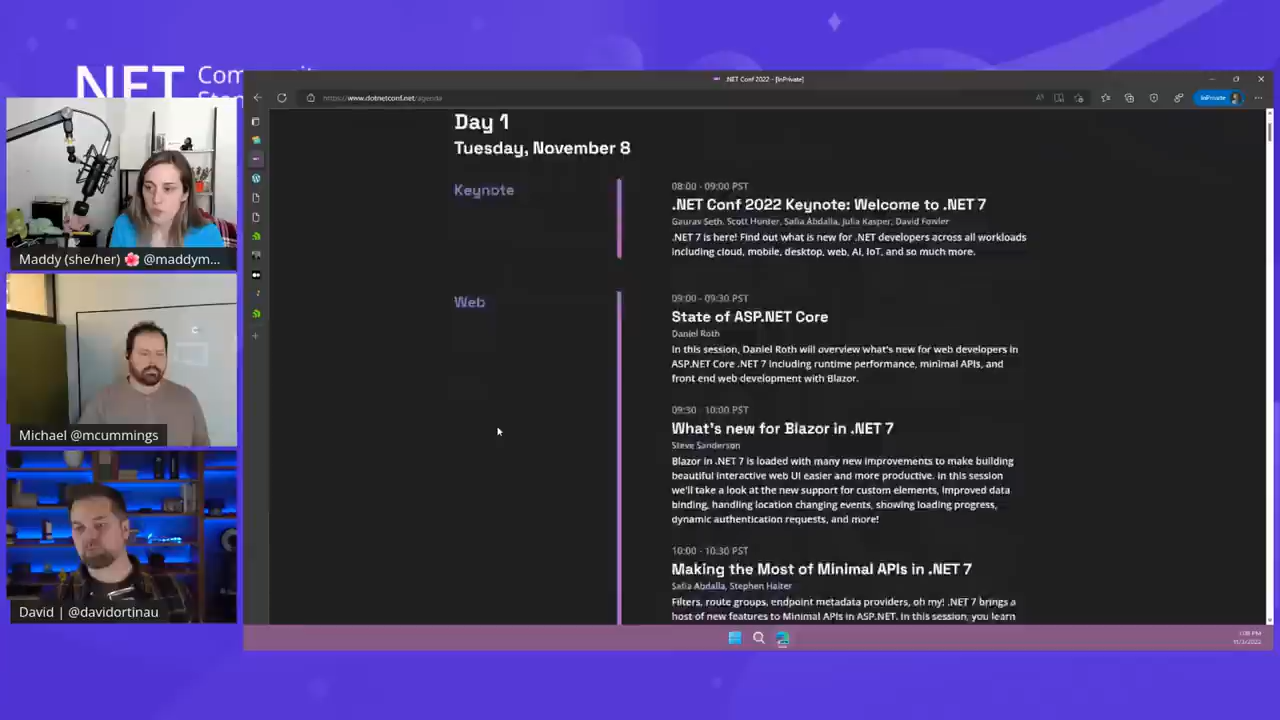 .NET
.NET Conf 2022 - [InPrivate]
https://www.dotnetconf.net/agenda
InPrivate
Day 1
Tuesday, November 8
Keynote
08:00 - 09:00 PST
.NET Conf 2022 Keynote: Welcome to .NET 7
Gaurav Seth, Scott Hunter, Safia Abdalla, Julia Kasper, David Fowler
.NET 7 is here! Find out what is new for .NET developers across all workloads
including cloud, mobile, desktop, web, AI, IoT, and so much more.
Web
09:00 - 09:30 PST
State of ASP.NET Core
Daniel Roth
In this session, Daniel Roth will overview what's new for web developers in
ASP.NET Core .NET 7 including runtime performance, minimal APIs, and
front end web development with Blazor.
09:30 - 10:00 PST
What's new for Blazor in .NET 7
Steve Sanderson
Blazor in .NET 7 is loaded with many new improvements to make building
beautiful interactive web UI easier and more productive. In this session
we'll take a look at the new support for custom elements, improved data
binding, handling location changing events, showing loading progress,
dynamic authentication requests, and more!
10:00 - 10:30 PST
Making the Most of Minimal APIs in .NET 7
Safia Abdalla, Stephen Halter
Filters, route groups, endpoint metadata providers, oh my! .NET 7 brings a
host of new features to Minimal APIs in ASP.NET. In this session, you learn
Maddy (she/her) 🌺 @maddym...
Michael @mcummings
David | @davidortinau
1:08 PM
11/3/2022